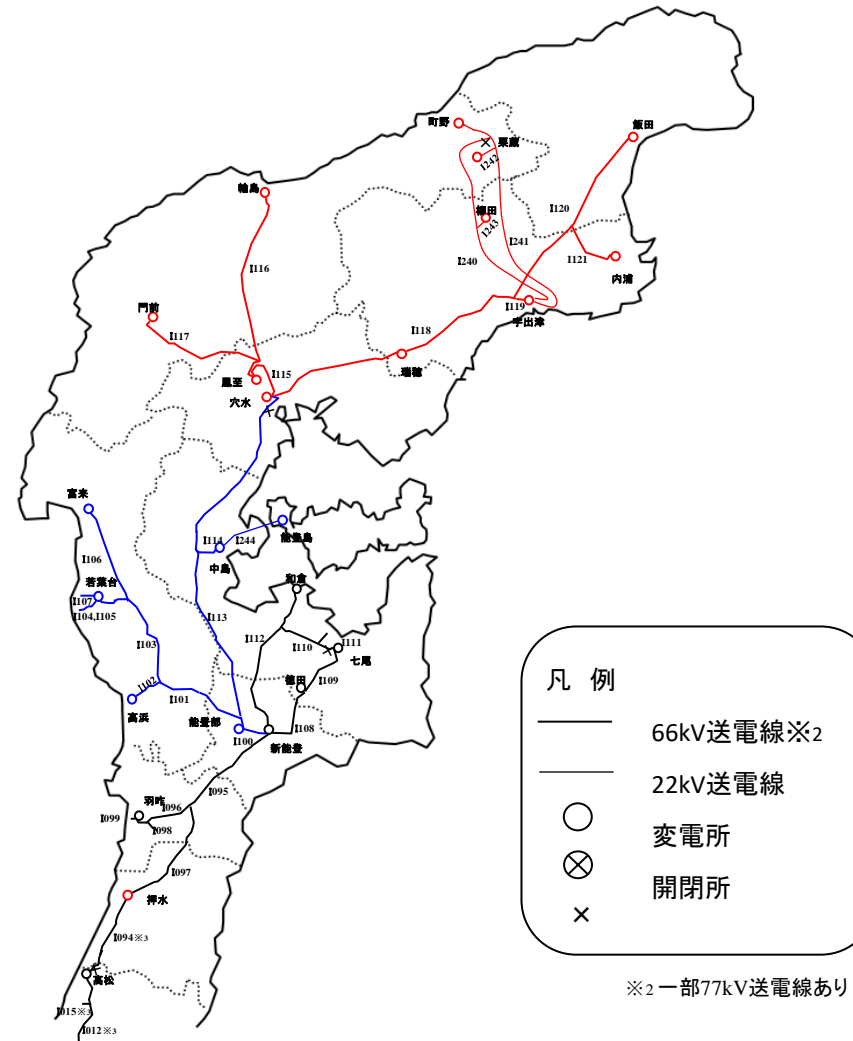 町野
飯田
栗蔵
I242
輪島
柳田
I243
I120
I241
I116
I240
I121
内浦
門前
I119
宇出津
I117
I118
I115
瑞穂
鳳至
穴水
富来
I114
I244
能登島
中島
I106
和倉
若葉台
I107
I104,I105
I113
I112
I110
I111
I103
七尾
徳田
I109
I102
I101
高浜
能登部
I100
新能登
I108
I095
羽咋
I096
I099
I098
I097
押水
I094※3
高松
I015※3
I012※3
凡 例
66kV送電線※2
22kV送電線
変電所
開閉所
※2 一部77kV送電線あり